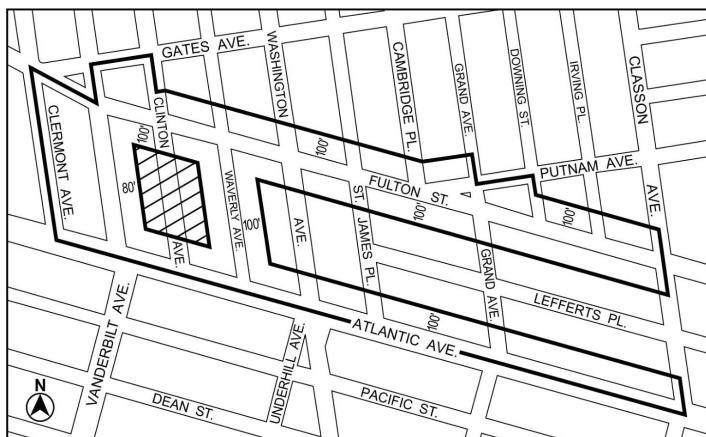 GATES AVE.
WASHINGTON
CAMBRIDGE PL.
GRAND AVE.
DOWNING ST.
IRVING PL.
CLASSON
CLERMONT AVE.
CLINTON
100'
100'
PUTNAM AVE.
80'
WAVERLY AVE.
FULTON ST.
100'
100'
AVE.
100'
AVE.
AVE.
ST. JAMES PL.
GRAND AVE.
LEFFERTS PL.
100'
ATLANTIC AVE.
VANDERBILT AVE.
UNDERHILL AVE.
N
DEAN ST.
PACIFIC ST.